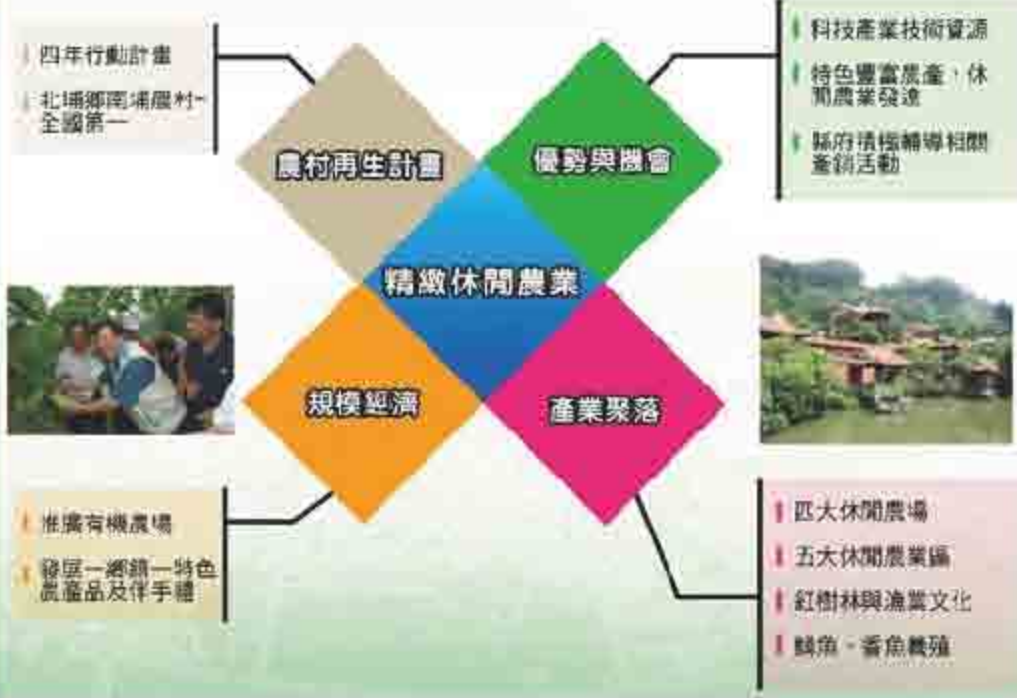 四年行動計畫
北埔鄉南埔農村-
全國第一
農村再生計畫
優勢與機會
科技產業技術資源
特色豐富農產、休
閒農業發達
縣府積極輔導相關
產銷活動
精緻休閒農業
規模經濟
產業聚落
推廣有機農場
發展一鄉鎮一特色
農產品及伴手禮
四大休閒農場
五大休閒農業區
紅樹林與漁業文化
鱒魚、香魚養殖